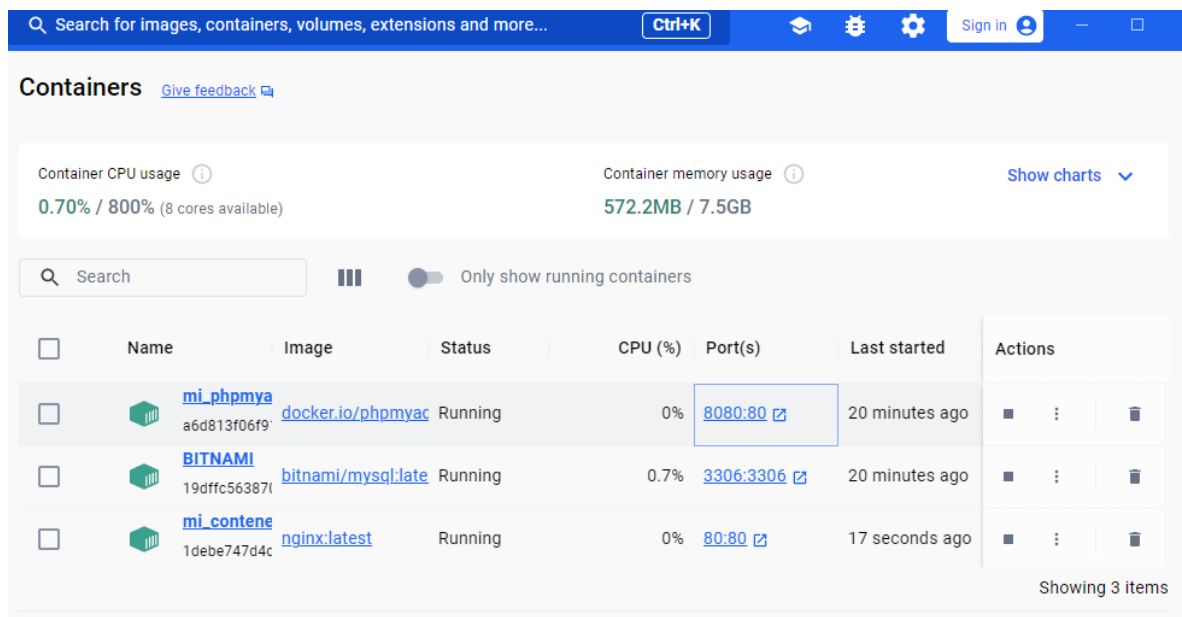 Search for images, containers, volumes, extensions and more... Ctrl+K Sign in
Containers Give feedback
Container CPU usage Container memory usage Show charts
0.70% / 800% (8 cores available) 572.2MB / 7.5GB
Search Only show running containers
Name Image Status CPU (%) Port(s) Last started Actions
mi_phpmya docker.io/phpmyac Running 0% 8080:80 20 minutes ago
a6d813f06f9
BITNAMI bitnami/mysql:late Running 0.7% 3306:3306 20 minutes ago
19dffc56387
mi_contene nginx:latest Running 0% 80:80 17 seconds ago
1debe747d4c
Showing 3 items